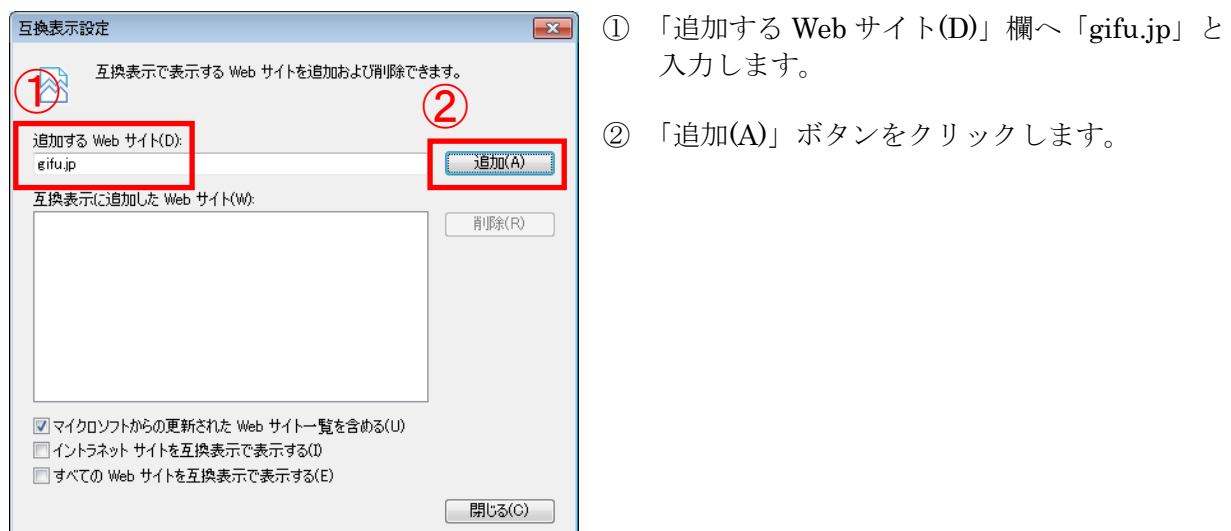 互換表示設定
互換表示で表示する Web サイトを追加および削除できます。
①
②
追加する Web サイト(D):
gifu.jp
追加(A)
互換表示に追加した Web サイト(W):
削除(R)
マイクロソフトからの更新された Web サイト一覧を含める(U)
イントラネット サイトを互換表示で表示する(I)
すべての Web サイトを互換表示で表示する(E)
閉じる(C)
① 「追加する Web サイト(D)」欄へ「gifu.jp」と
入力します。
② 「追加(A)」ボタンをクリックします。